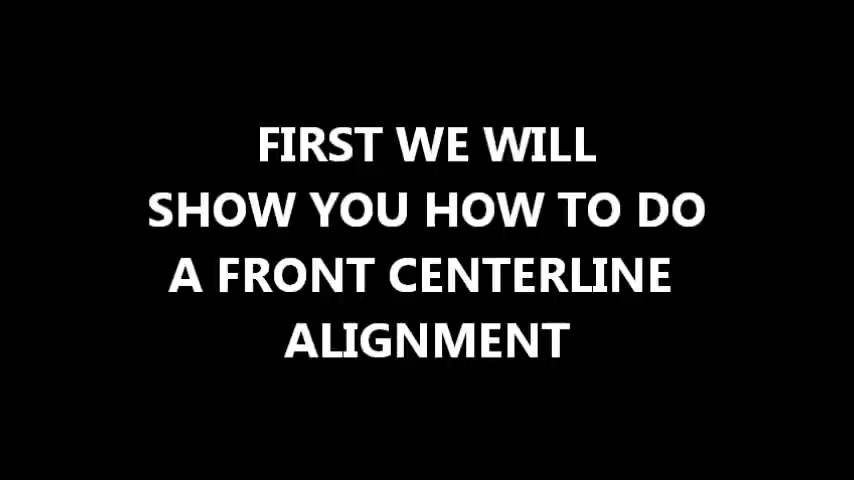 FIRST WE WILL
SHOW YOU HOW TO DO
A FRONT CENTERLINE
ALIGNMENT